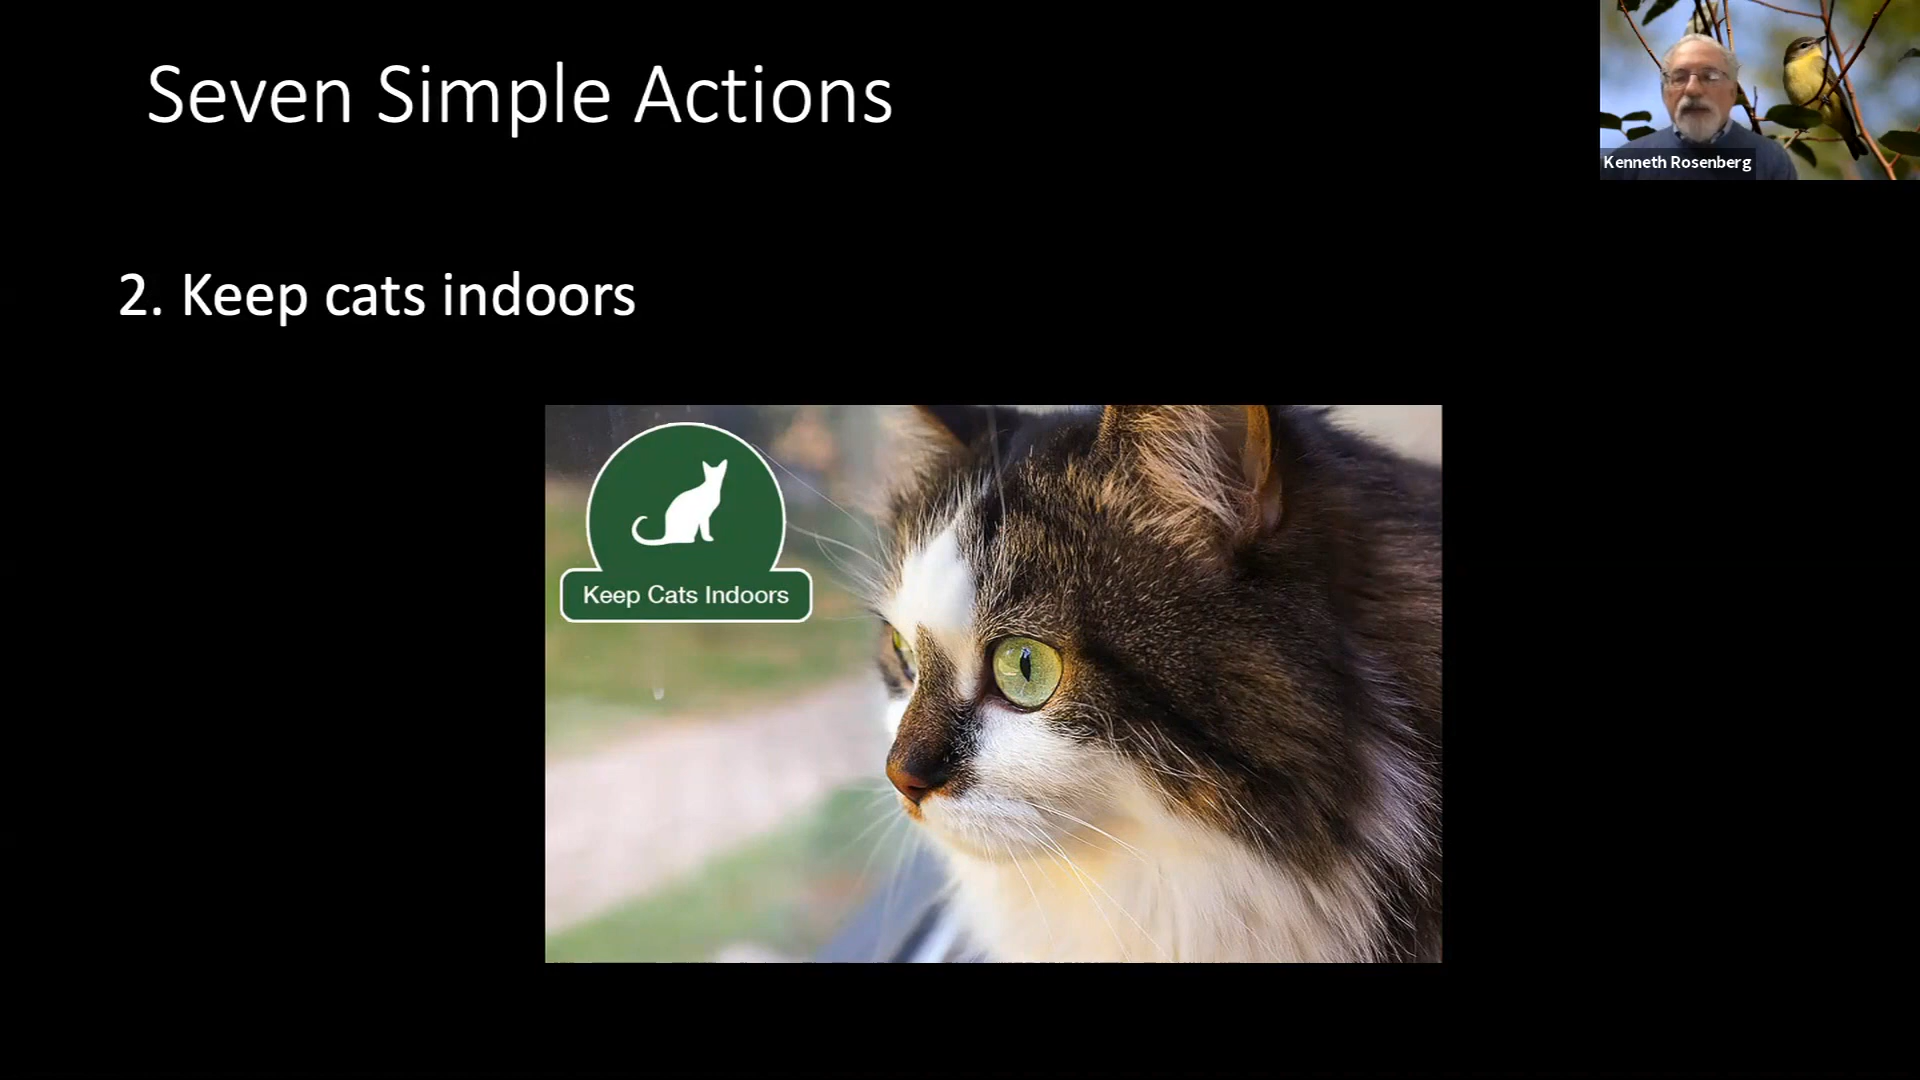 Seven Simple Actions
Kenneth Rosenberg
2. Keep cats indoors
Keep Cats Indoors